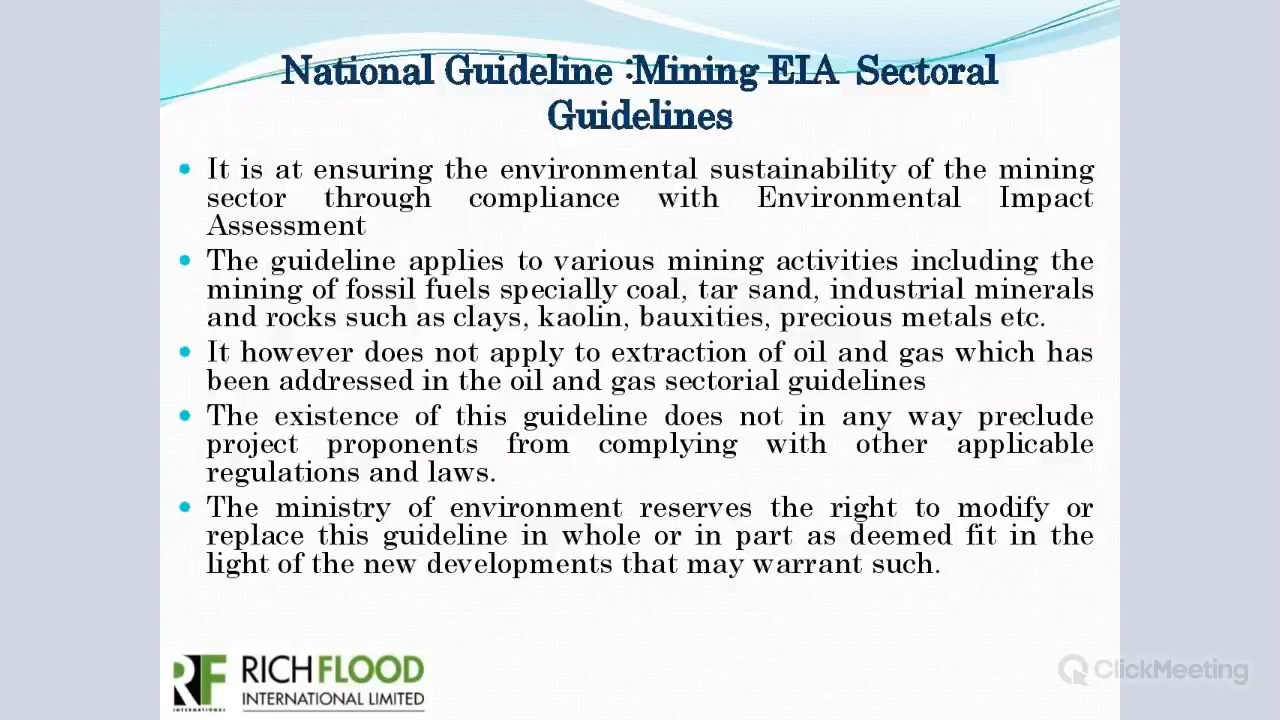 National Guideline :Mining EIA Sectoral
Guidelines
• It is at ensuring the environmental sustainability of the mining
sector through compliance with Environmental Impact
Assessment
• The guideline applies to various mining activities including the
mining of fossil fuels specially coal, tar sand, industrial minerals
and rocks such as clays, kaolin, bauxities, precious metals etc.
• It however does not apply to extraction of oil and gas which has
been addressed in the oil and gas sectorial guidelines
• The existence of this guideline does not in any way preclude
project proponents from complying with other applicable
regulations and laws.
• The ministry of environment reserves the right to modify or
replace this guideline in whole or in part as deemed fit in the
light of the new developments that may warrant such.
RF
INTERNATIONAL
RICHFLOOD
INTERNATIONAL LIMITED
ClickMeeting